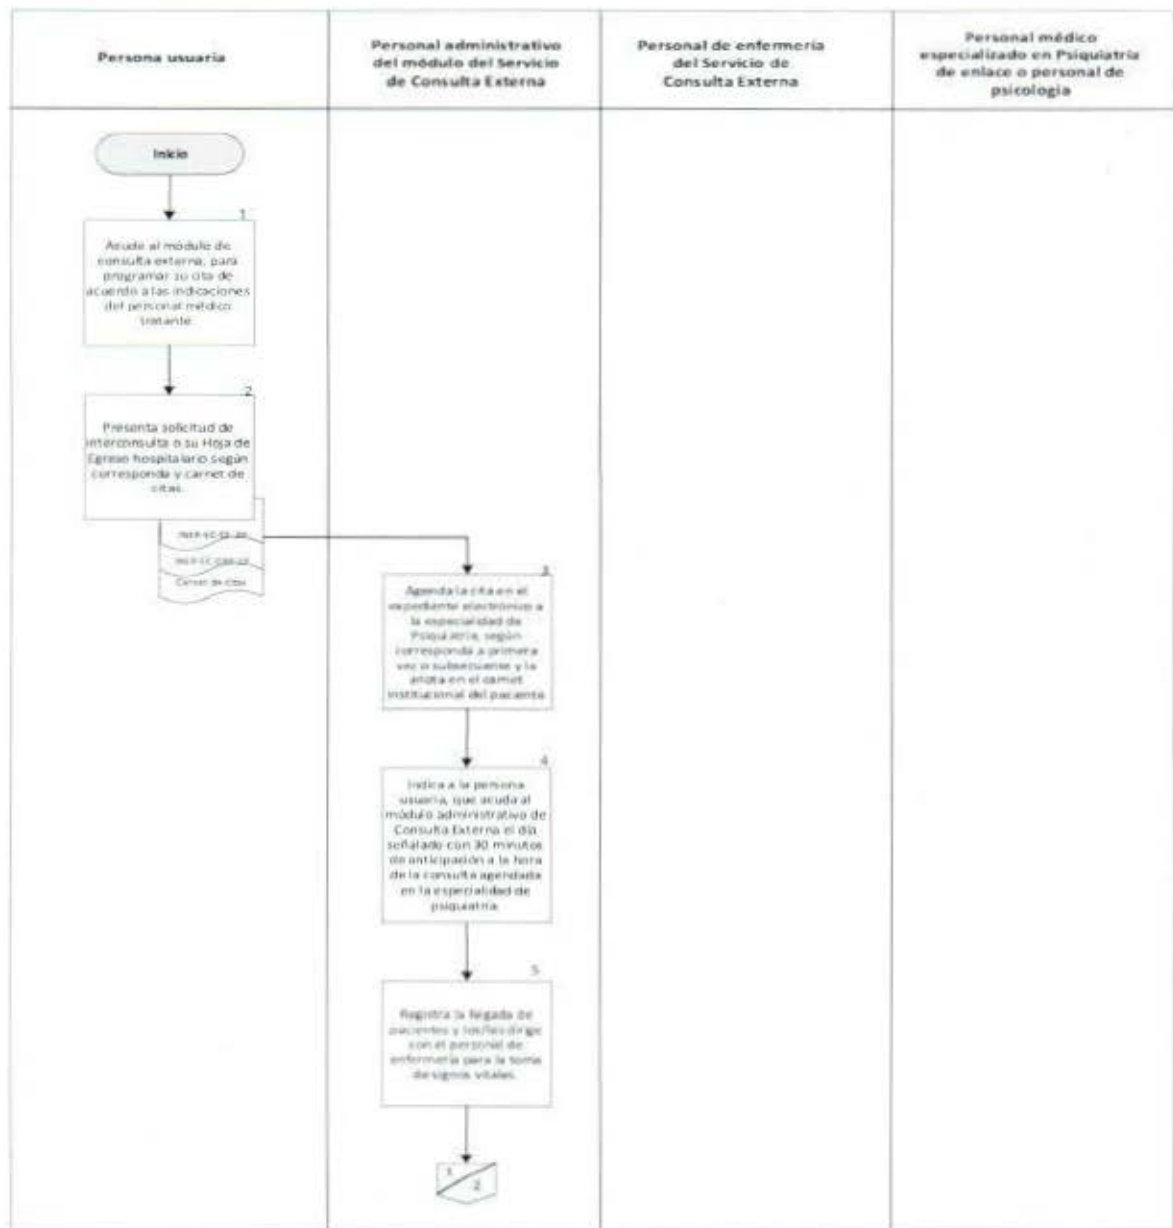 Persona usuaria
Personal administrativo
del módulo del Servicio
de Consulta Externa
Personal de enfermería
del Servicio de
Consulta Externa
Personal médico
especializado en Psiquiatría
de enlace o personal de
psicología
Inicio
1
Acude al módulo de
consulta externa, para
programar su cita de
acuerdo a las indicaciones
del personal médico
tratante.
2
Presenta solicitud de
interconsulta o su Hoja de
Egreso hospitalario según
corresponda y carnet de
citas.
Carnet de Citas
3
Agenda la cita en el
expediente electrónico a
la especialidad de
Psiquiatría, según
corresponda a primera
vez o subsecuente y la
anota en el carnet
institucional del paciente
4
Indica a la persona
usuaria, que acuda al
módulo administrativo de
Consulta Externa el día
señalado con 30 minutos
de anticipación a la hora
de la consulta agendada
en la especialidad de
psiquiatría
5
Registra la llegada de
pacientes y los/las dirige
con el personal de
enfermería para la toma
de signos vitales.
1
2